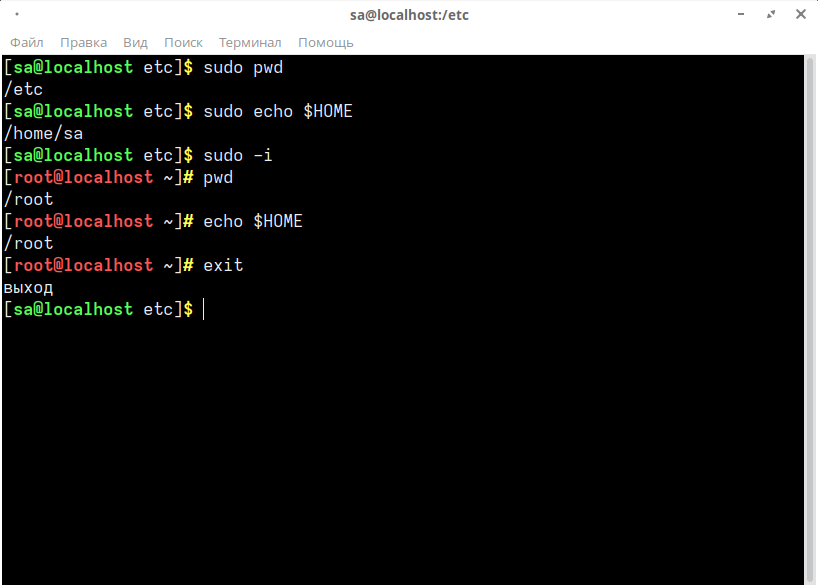 sa@localhost:/etc
Файл Правка Вид Поиск Терминал Помощь
[sa@localhost etc]$ sudo pwd
/etc
[sa@localhost etc]$ sudo echo $HOME
/home/sa
[sa@localhost etc]$ sudo -i
[root@localhost ~]# pwd
/root
[root@localhost ~]# echo $HOME
/root
[root@localhost ~]# exit
выход
[sa@localhost etc]$